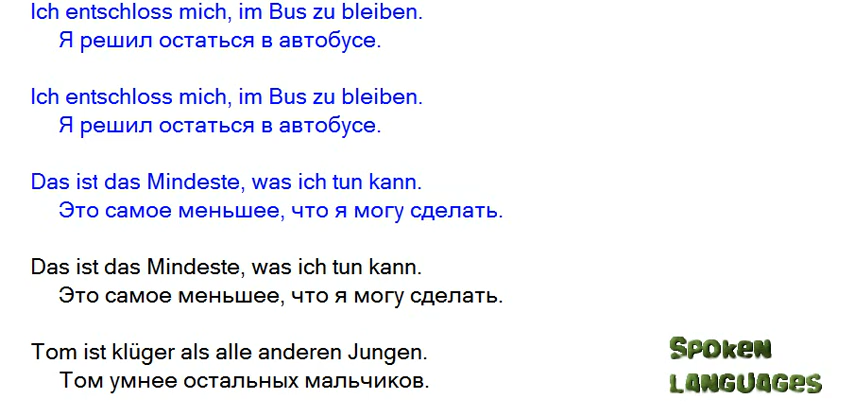 Ich entschloss mich, im Bus zu bleiben.
Я решил остаться в автобусе.
Ich entschloss mich, im Bus zu bleiben.
Я решил остаться в автобусе.
Das ist das Mindeste, was ich tun kann.
Это самое меньшее, что я могу сделать.
Das ist das Mindeste, was ich tun kann.
Это самое меньшее, что я могу сделать.
Tom ist klüger als alle anderen Jungen.
Том умнее остальных мальчиков.
Spoken
Languages